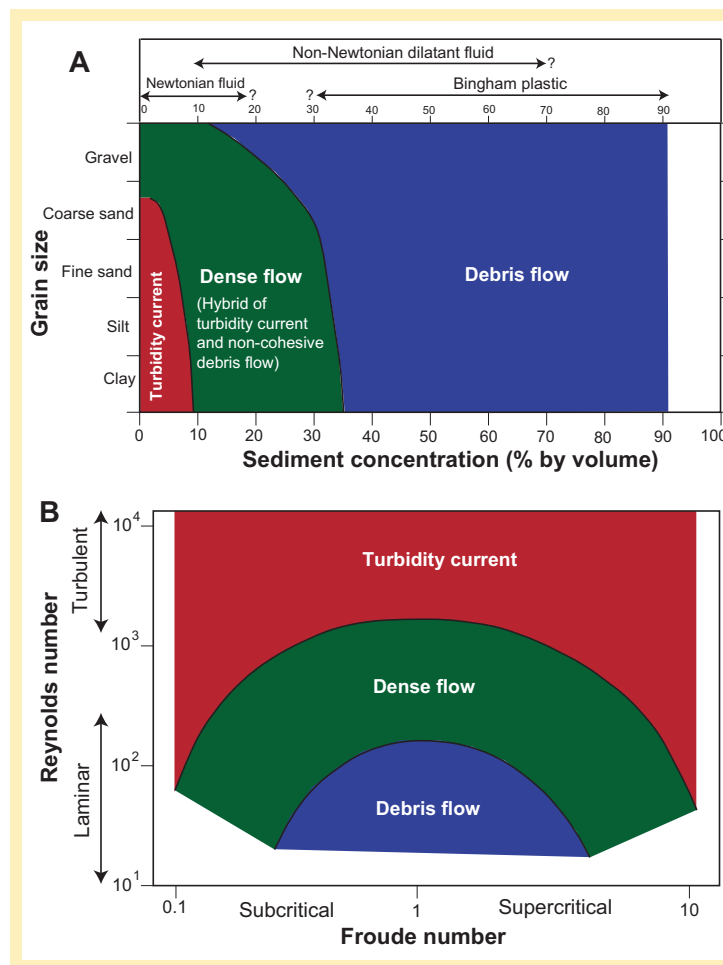 A
Non-Newtonian dilatant fluid
?
Newtonian fluid
?
?
Bingham plastic
0 10 20 30 40 50 60 70 80 90
Grain size
Gravel
Coarse sand
Fine sand
Silt
Clay
Turbidity current
Dense flow
(Hybrid of
turbidity current
and non-cohesive
debris flow)
Debris flow
0 10 20 30 40 50 60 70 80 90 100
Sediment concentration (% by volume)
B
Reynolds number
Turbulent
Laminar
10⁴
10³
10²
10¹
Turbidity current
Dense flow
Debris flow
0.1 Subcritical 1 Supercritical 10
Froude number